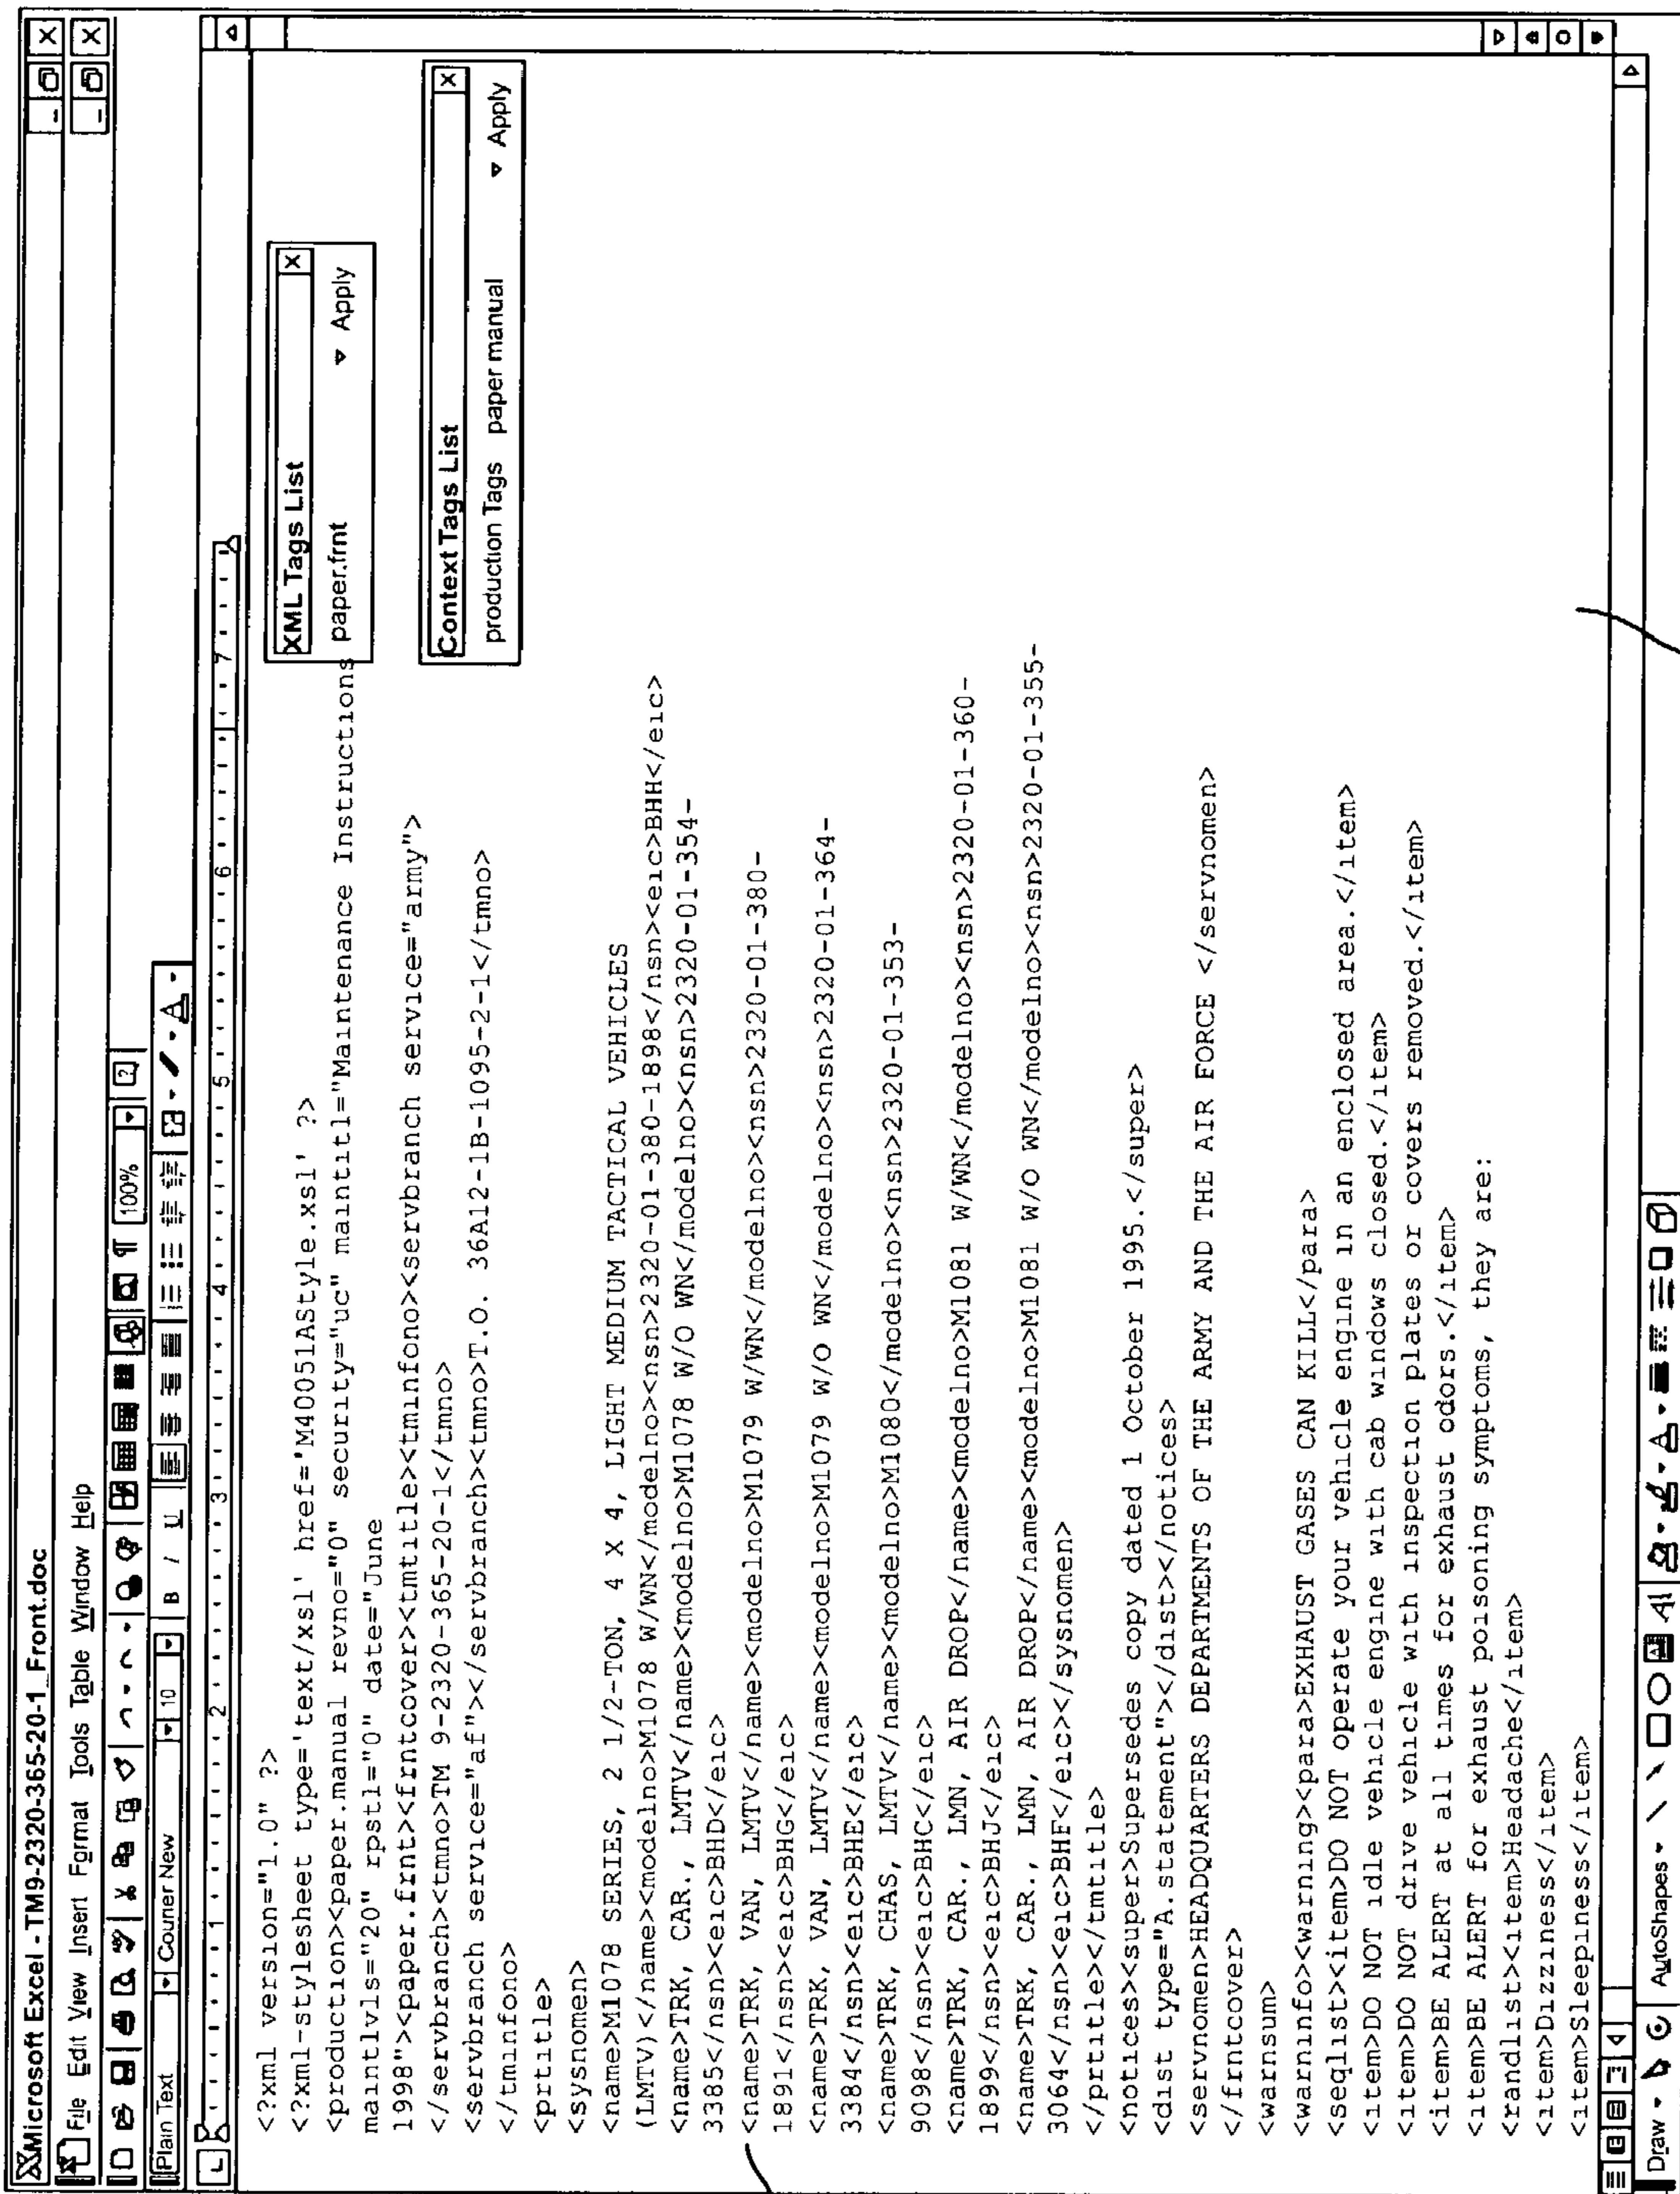 Microsoft Excel - TM9-2320-365-20-1_Front.doc
File Edit View Insert Format Tools Table Window Help
100%
Plain Text Courier New 10 B I U
1 2 3 4 5 6 7
<?xml version="1.0" ?>
<?xml-stylesheet type='text/xsl' href='M40051AStyle.xsl' ?>
<production><paper.manual revno="0" security="uc" maintitl="Maintenance Instructions
maintlvls="20" rpstl="0" date="June
1998"><paper.frnt><frntcover><tmtitle><tminfono><servbranch service="army">
</servbranch><tmno>TM 9-2320-365-20-1</tmno>
<servbranch service="af"></servbranch><tmno>T.O. 36A12-1B-1095-2-1</tmno>
</tminfono>
<prtitle>
<sysnomen>
<name>M1078 SERIES, 2 1/2-TON, 4 X 4, LIGHT MEDIUM TACTICAL VEHICLES
(LMTV)</name><modelno>M1078 W/WN</modelno><nsn>2320-01-380-1898</nsn><eic>BHH</eic>
<name>TRK, CAR., LMTV</name><modelno>M1078 W/O WN</modelno><nsn>2320-01-354-
3385</nsn><eic>BHD</eic>
<name>TRK, VAN, LMTV</name><modelno>M1079 W/WN</modelno><nsn>2320-01-380-
1891</nsn><eic>BHG</eic>
<name>TRK, VAN, LMTV</name><modelno>M1079 W/O WN</modelno><nsn>2320-01-364-
3384</nsn><eic>BHE</eic>
<name>TRK, CHAS, LMTV</name><modelno>M1080</modelno><nsn>2320-01-353-
9098</nsn><eic>BHC</eic>
<name>TRK, CAR., LMN, AIR DROP</name><modelno>M1081 W/WN</modelno><nsn>2320-01-360-
1899</nsn><eic>BHJ</eic>
<name>TRK, CAR., LMN, AIR DROP</name><modelno>M1081 W/O WN</modelno><nsn>2320-01-355-
3064</nsn><eic>BHF</eic></sysnomen>
</prtitle></tmtitle>
<notices><super>Supersedes copy dated 1 October 1995.</super>
<dist type="A.statement"></dist></notices>
<servnomen>HEADQUARTERS DEPARTMENTS OF THE ARMY AND THE AIR FORCE </servnomen>
</frntcover>
<warnsum>
<warninfo><warning><para>EXHAUST GASES CAN KILL</para>
<seqlist><item>DO NOT operate your vehicle engine in an enclosed area.</item>
<item>DO NOT idle vehicle engine with cab windows closed.</item>
<item>DO NOT drive vehicle with inspection plates or covers removed.</item>
<item>BE ALERT at all times for exhaust odors.</item>
<item>BE ALERT for exhaust poisoning symptoms, they are:
<randlist><item>Headache</item>
<item>Dizziness</item>
<item>Sleepiness</item>
XML Tags List
paper.frnt Apply
Context Tags List
production Tags paper manual Apply
Draw AutoShapes